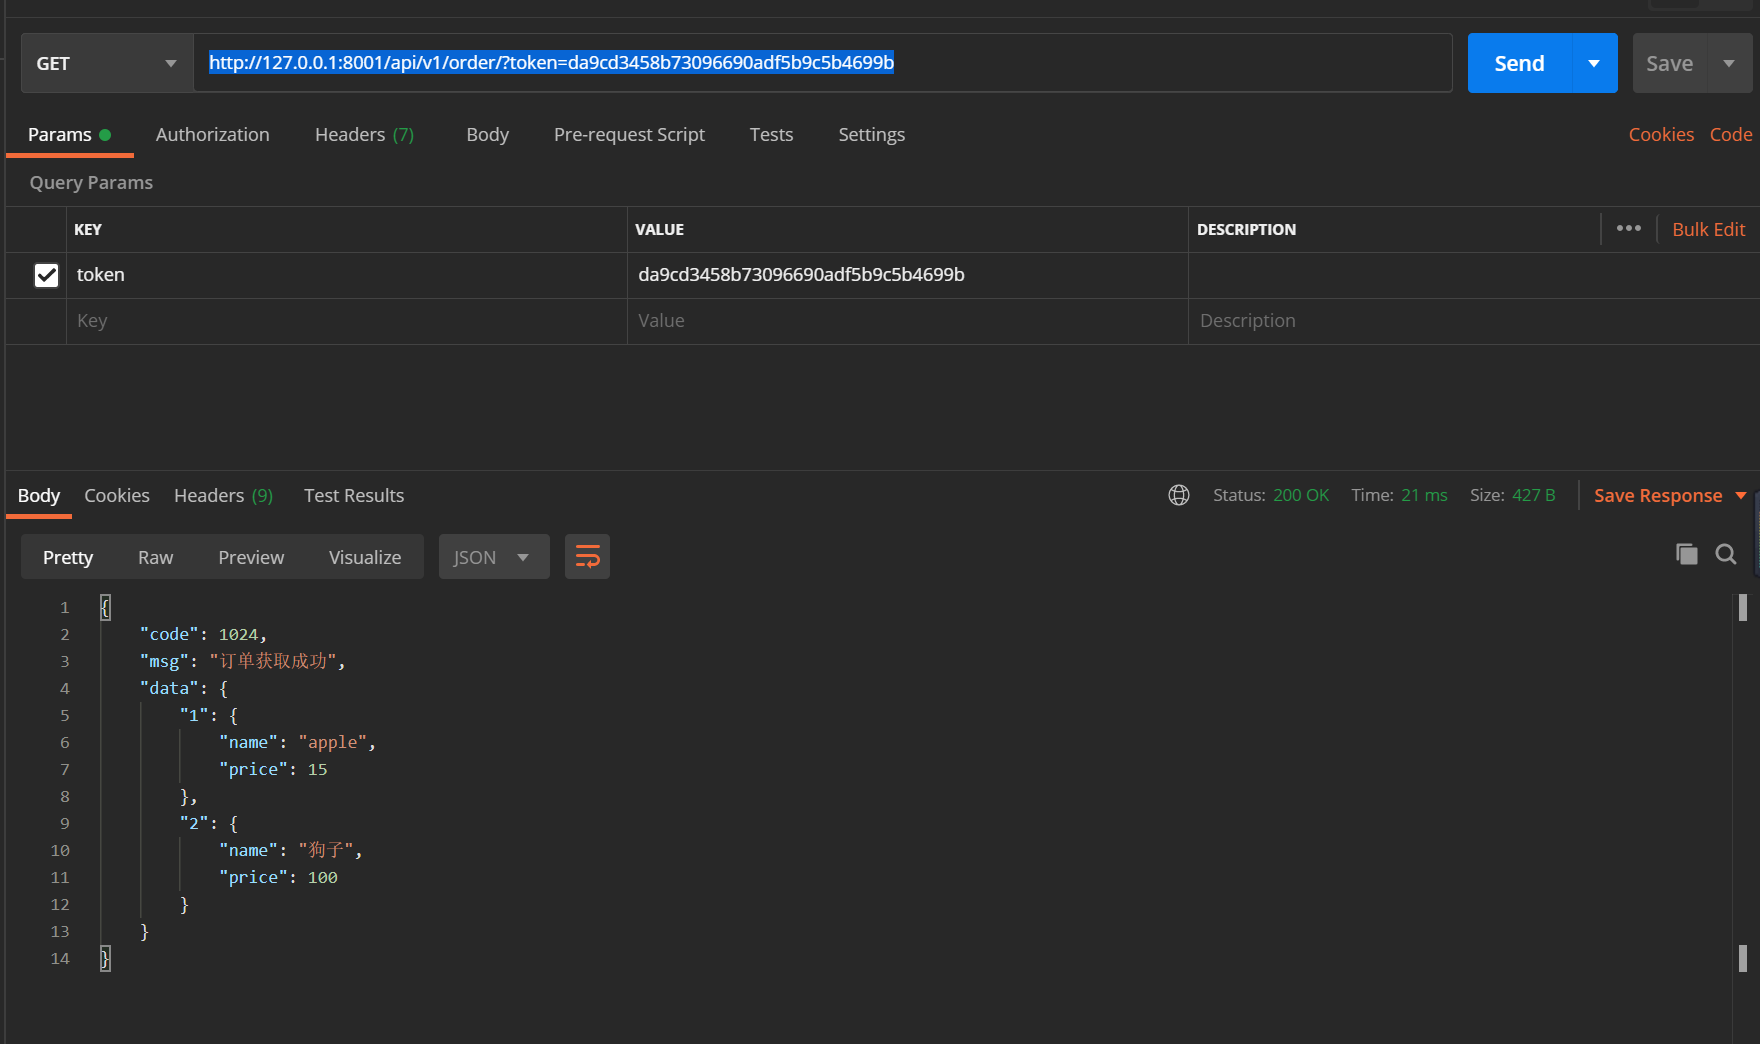 GET http://127.0.0.1:8001/api/v1/order/?token=da9cd3458b73096690adf5b9c5b4699b Send Save
Params Authorization Headers (7) Body Pre-request Script Tests Settings Cookies Code
Query Params
KEY VALUE DESCRIPTION ••• Bulk Edit
token da9cd3458b73096690adf5b9c5b4699b
Key Value Description
Body Cookies Headers (9) Test Results Status: 200 OK Time: 21 ms Size: 427 B Save Response
Pretty Raw Preview Visualize JSON
1 {
2 "code": 1024,
3 "msg": "订单获取成功",
4 "data": {
5 "1": {
6 "name": "apple",
7 "price": 15
8 },
9 "2": {
10 "name": "狗子",
11 "price": 100
12 }
13 }
14 }